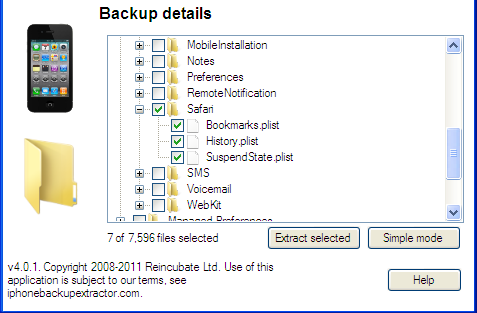 Backup details
MobileInstallation
Notes
Preferences
RemoteNotification
Safari
Bookmarks.plist
History.plist
SuspendState.plist
SMS
Voicemail
WebKit
Managed Preferences
7 of 7,596 files selected
Extract selected
Simple mode
v4.0.1. Copyright 2008-2011 Reincubate Ltd. Use of this
application is subject to our terms, see
iphonebackupextractor.com.
Help